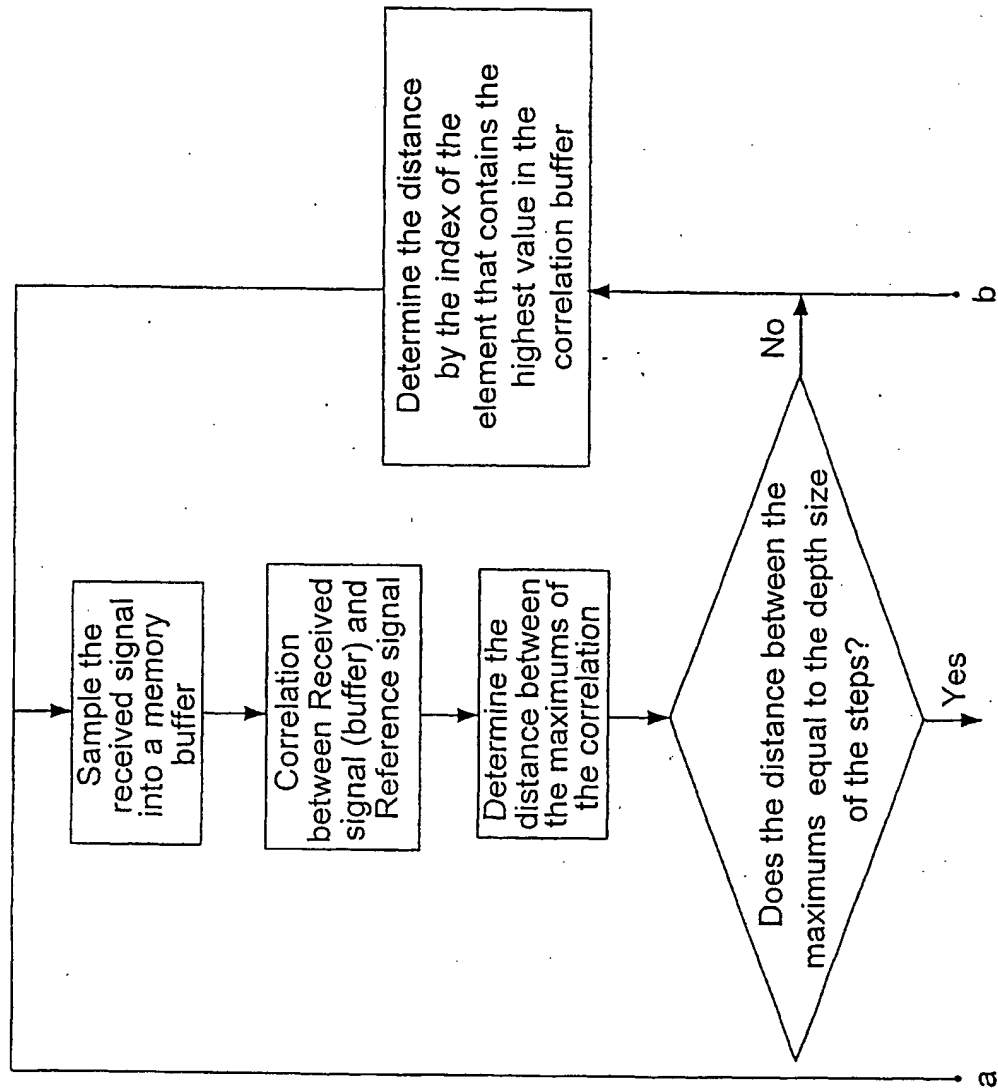 Sample the
received signal
into a memory
buffer
Correlation
between Received
signal (buffer) and
Reference signal
Determine the
distance between
the maximums of
the correlation
Does the distance between the
maximums equal to the depth size
of the steps?
Yes
No
Determine the distance
by the index of the
element that contains the
highest value in the
correlation buffer
a
b